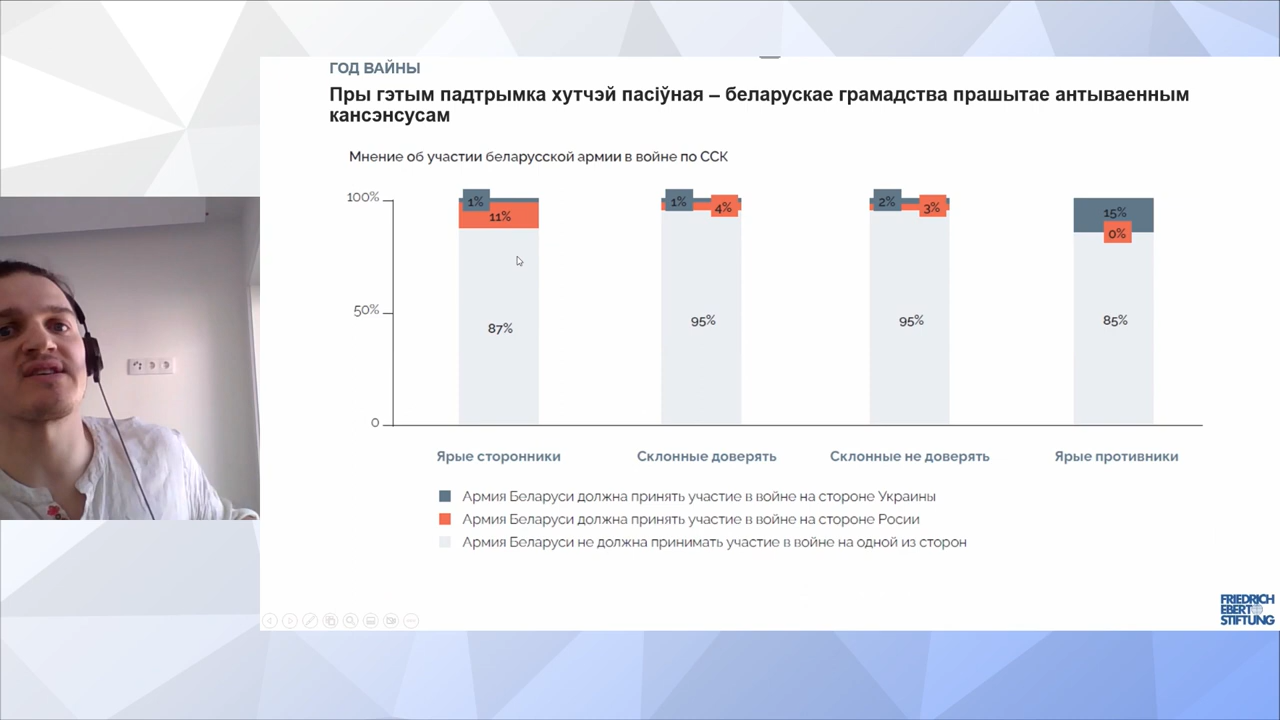 ГОД ВАЙНЫ
Пры гэтым падтрымка хутчэй пасіўная – беларускае грамадства прашытае антываенным
кансэнсусам
Мнение об участии беларусской армии в войне по ССК
100%
50%
0
1%
11%
87%
1%
4%
95%
2%
3%
95%
15%
0%
85%
Ярые сторонники
Склонные доверять
Склонные не доверять
Ярые противники
Армия Беларуси должна принять участие в войне на стороне Украины
Армия Беларуси должна принять участие в войне на стороне Росии
Армия Беларуси не должна принимать участие в войне на одной из сторон
FRIEDRICH
EBERT
STIFTUNG